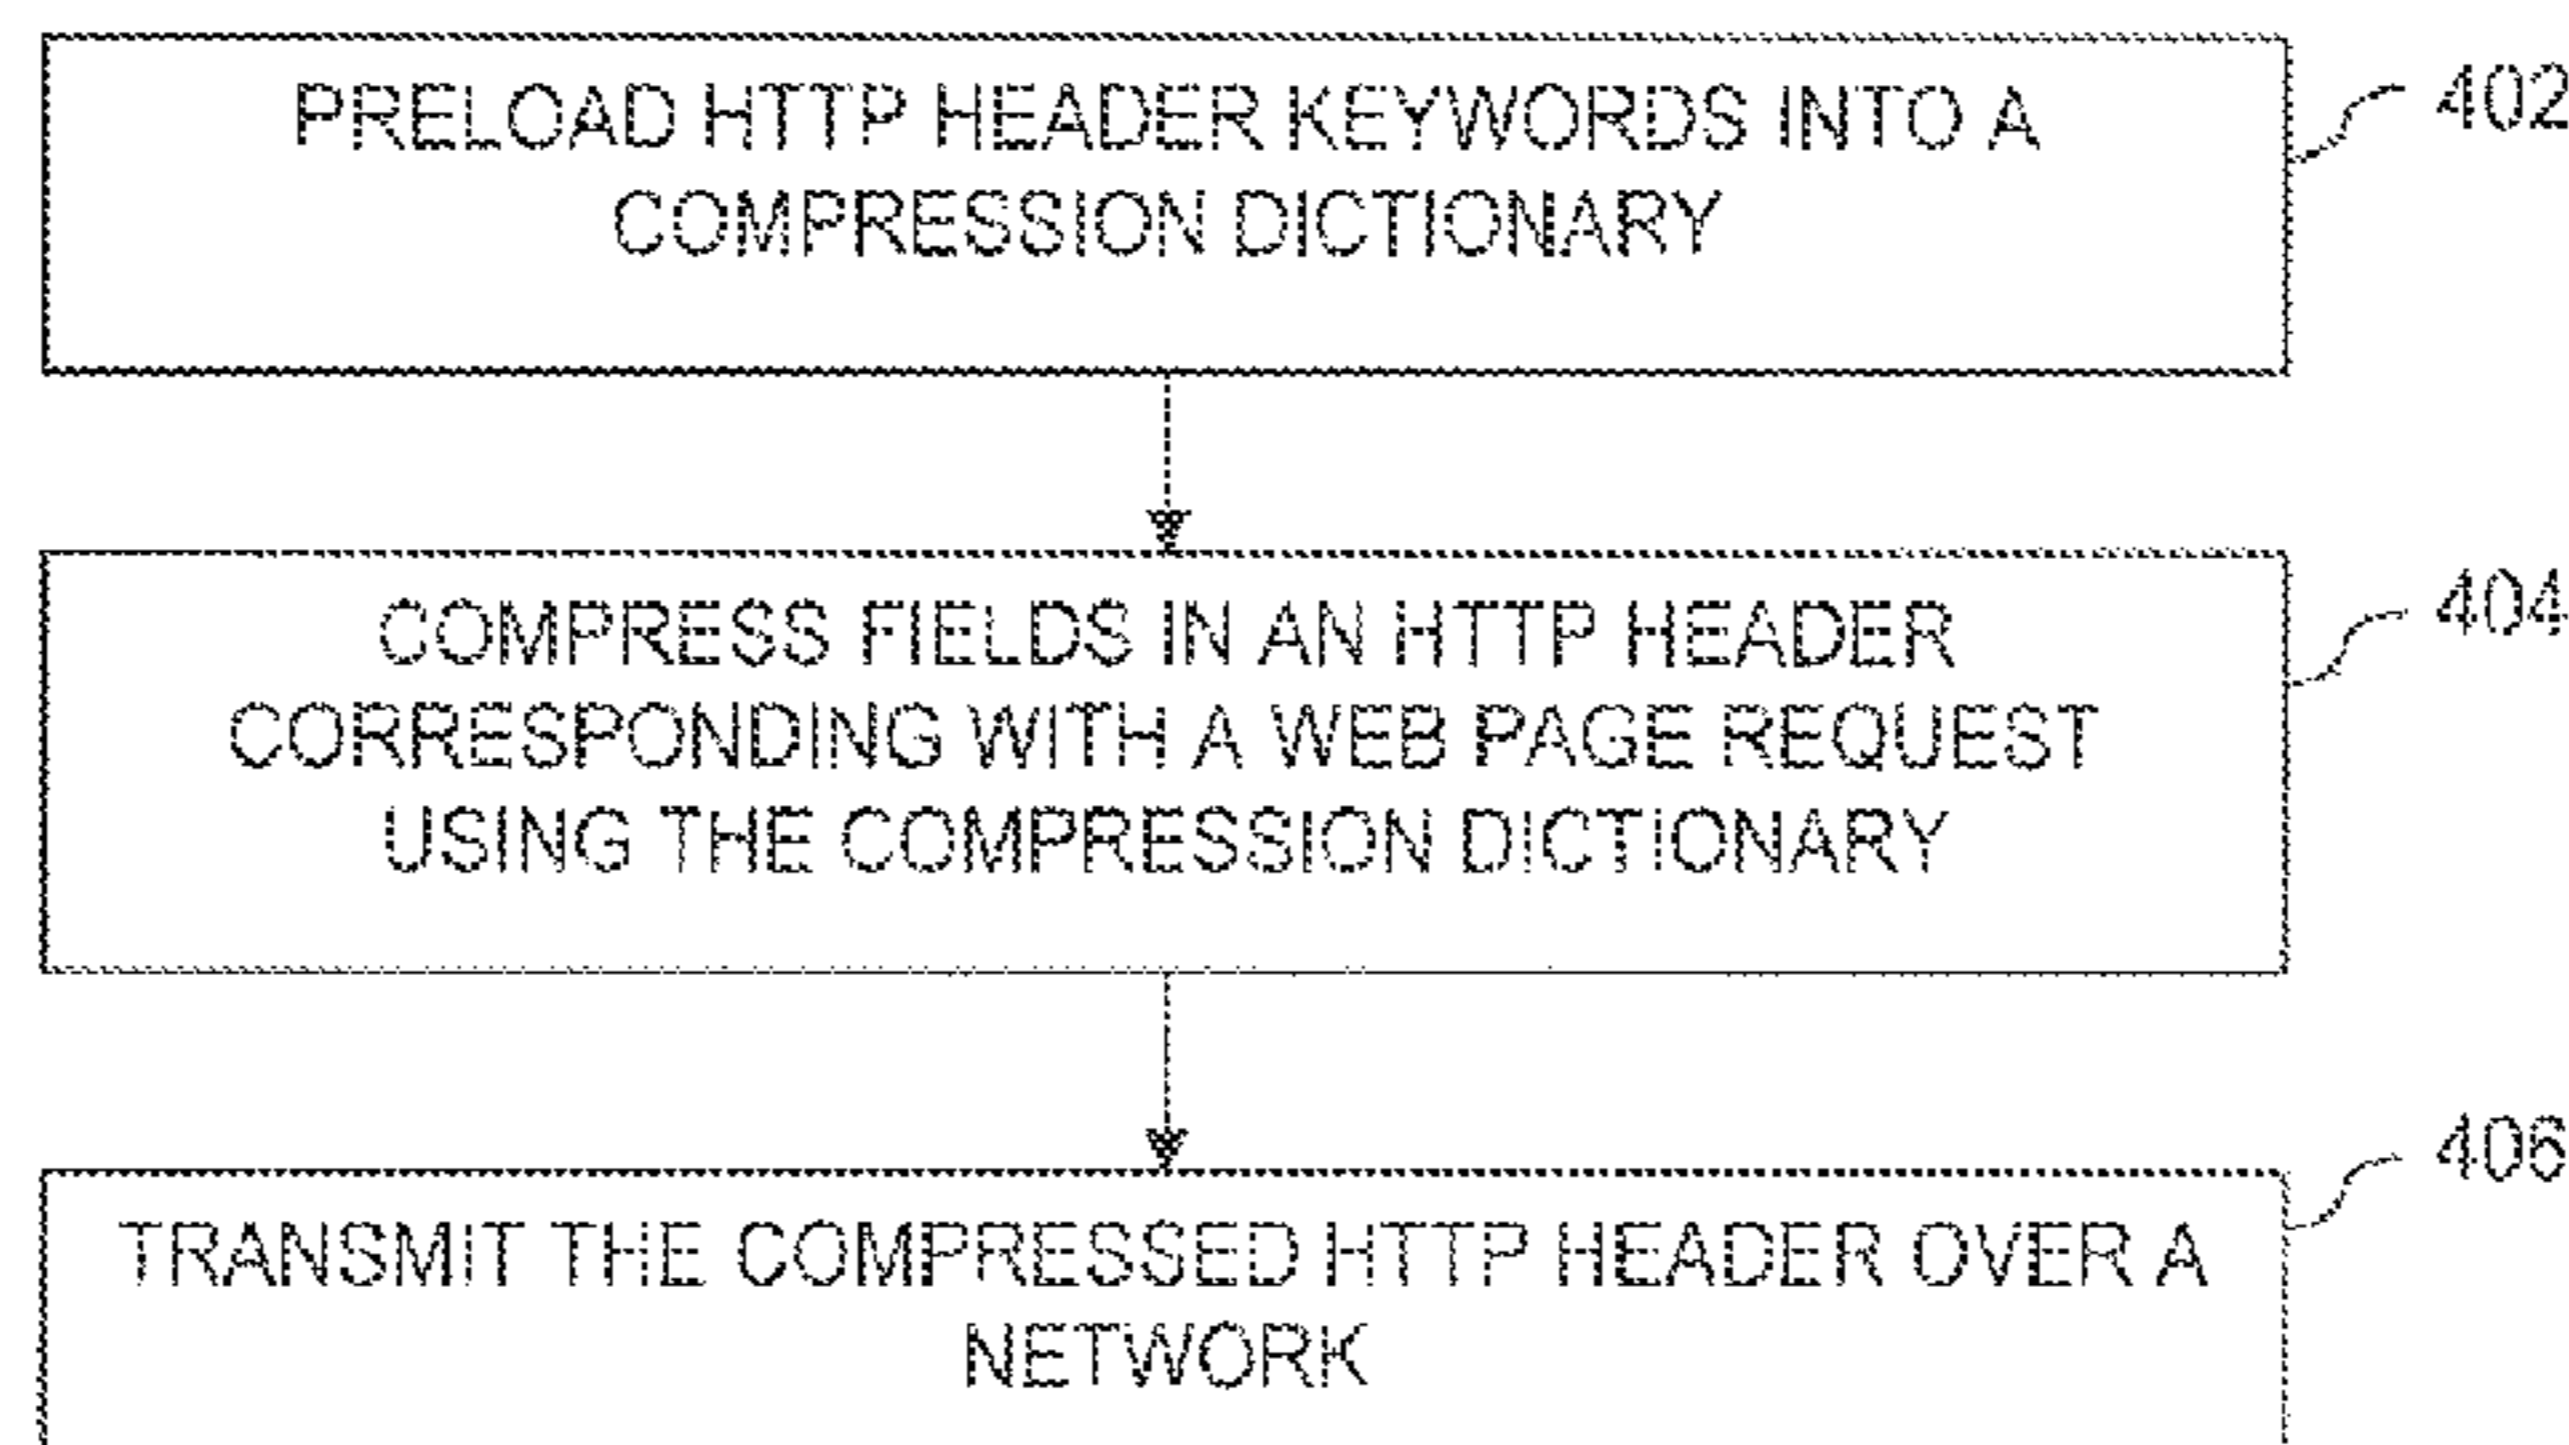 PRELOAD HTTP HEADER KEYWORDS INTO A
COMPRESSION DICTIONARY
402
COMPRESS FIELDS IN AN HTTP HEADER
CORRESPONDING WITH A WEB PAGE REQUEST
USING THE COMPRESSION DICTIONARY
404
TRANSMIT THE COMPRESSED HTTP HEADER OVER A
NETWORK
406